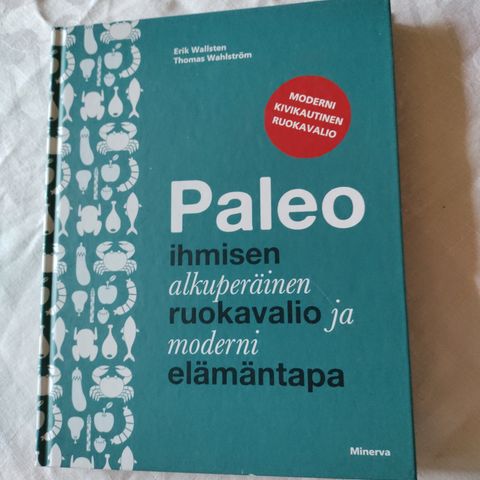 Erik Wallsten
Thomas Wahlström
MODERNI
KIVIKAUTINEN
RUOKAVALIO
Paleo
ihmisen
alkuperäinen
ruokavalio ja
moderni
elämäntapa
Minerva